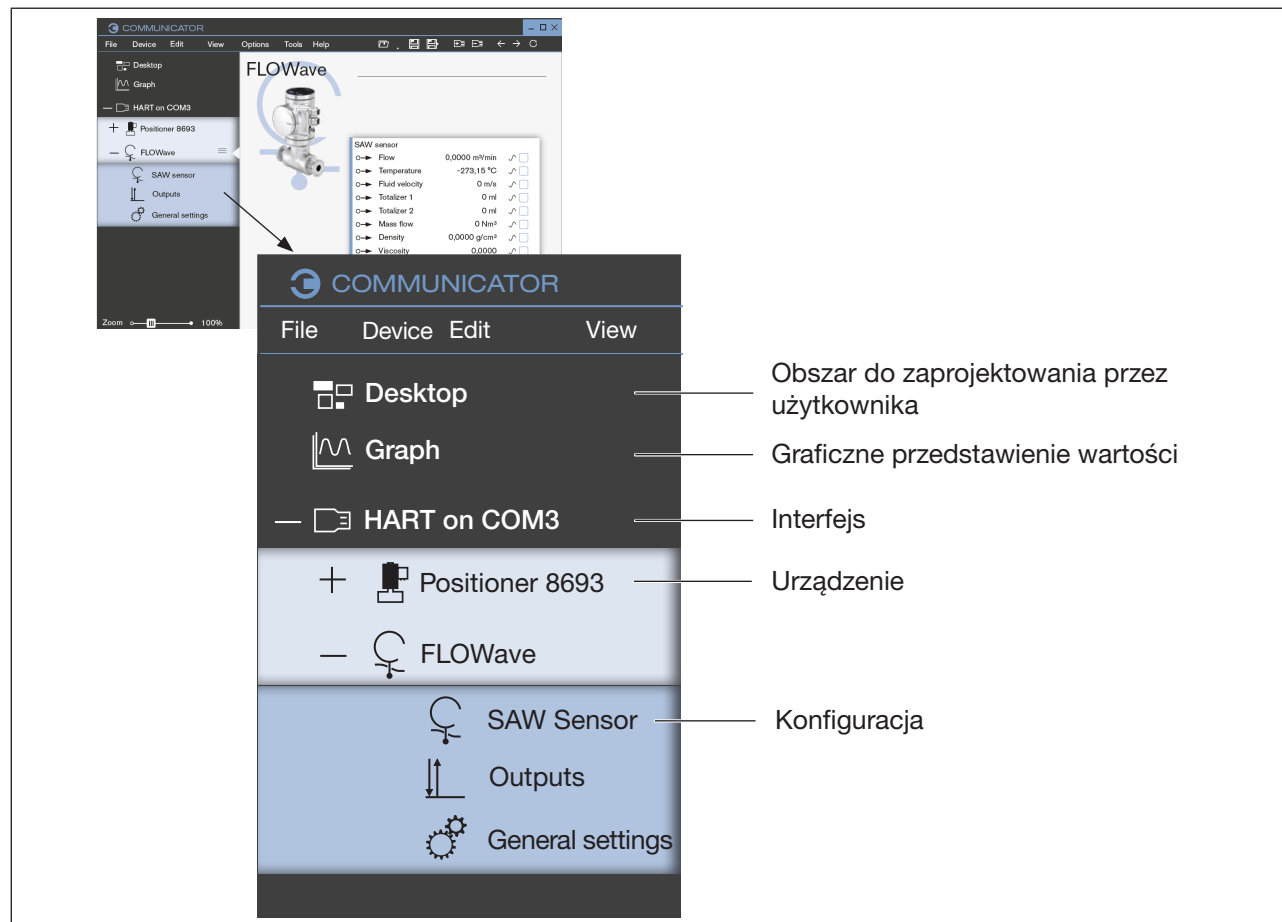 COMMUNICATOR
File Device Edit View Options Tools Help
Desktop
Graph
HART on COM3
Positioner 8693
FLOWave
SAW sensor
Outputs
General settings
Zoom 100%
FLOWave
SAW sensor
Flow 0,0000 m³/min
Temperature -273,15 °C
Fluid velocity 0 m/s
Totalizer 1 0 ml
Totalizer 2 0 ml
Mass flow 0 Nm³
Density 0,0000 g/cm³
Viscosity 0,0000
COMMUNICATOR
File Device Edit View
Desktop
Graph
HART on COM3
Positioner 8693
FLOWave
SAW Sensor
Outputs
General settings
Obszar do zaprojektowania przez
użytkownika
Graficzne przedstawienie wartości
Interfejs
Urządzenie
Konfiguracja